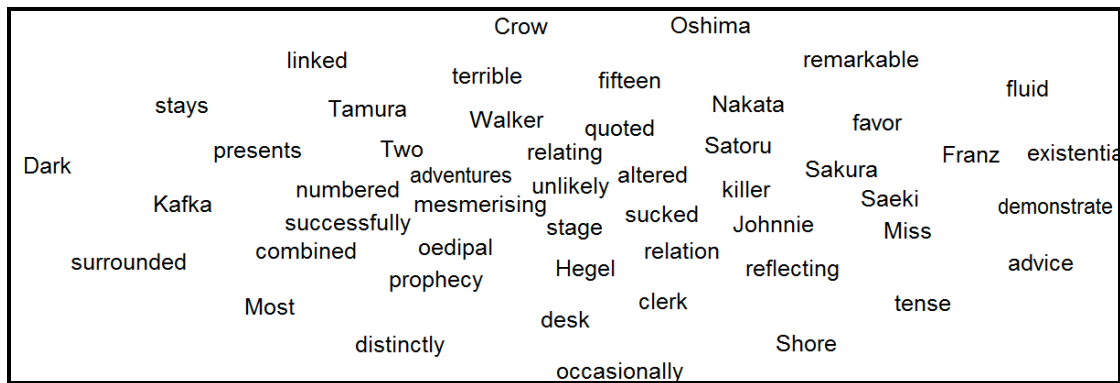 Crow Oshima
linked remarkable
terrible fifteen
fluid
stays Tamura Nakata
Walker quoted favor
presents Two relating Satoru Franz existentia
Dark Sakura
adventures altered
numbered unlikely killer
Kafka mesmerising Saeki demonstrate
successfully stage sucked Johnnie Miss
combined oedipal relation
surrounded Hegel reflecting advice
prophecy
Most clerk tense
desk
distinctly Shore
occasionally